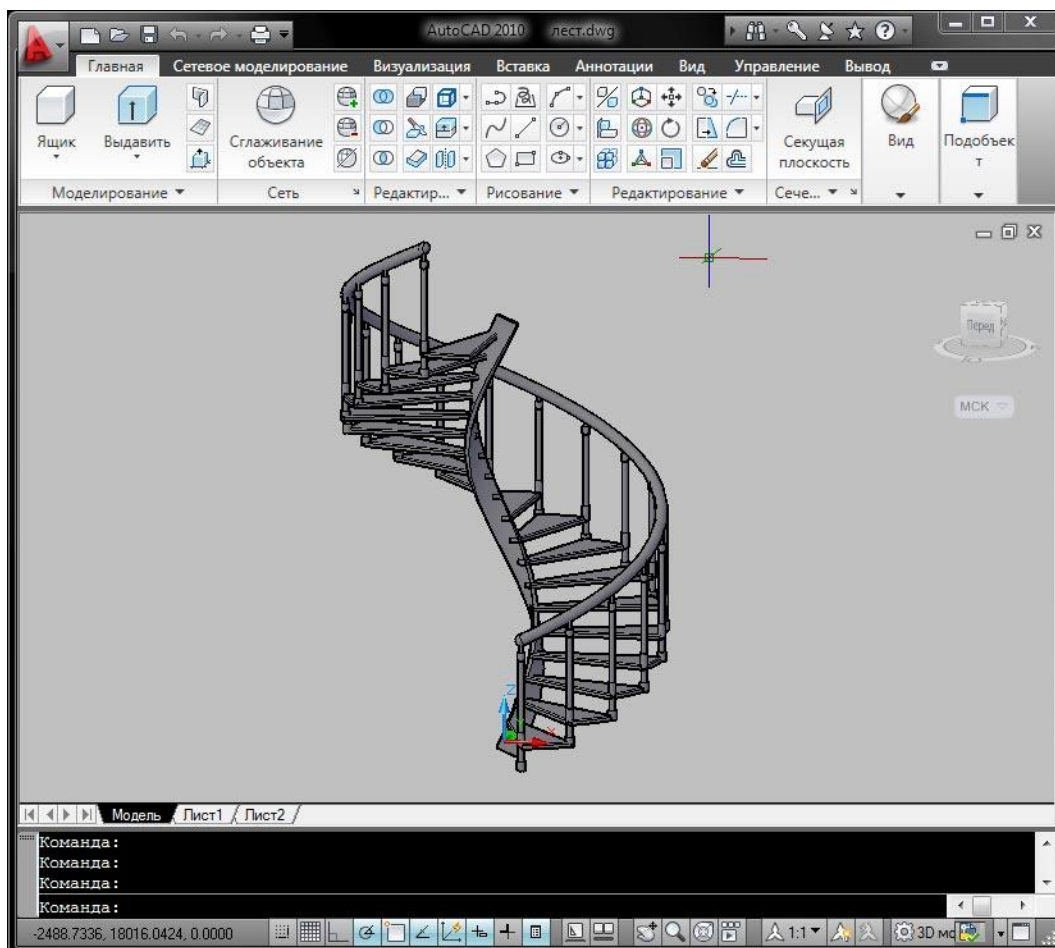 AutoCAD 2010 лест.dwg
Главная Сетевое моделирование Визуализация Вставка Аннотации Вид Управление Вывод
Ящик Выдавить Сглаживание объекта Секущая плоскость Вид Подобъек
т
Моделирование Сеть Редактир... Рисование Редактирование Сече...
Перед
МСК
Z
X
Модель Лист1 Лист2
Команда:
Команда:
Команда:
Команда:
-2488.7336, 18016.0424, 0.0000 1:1 3D мо